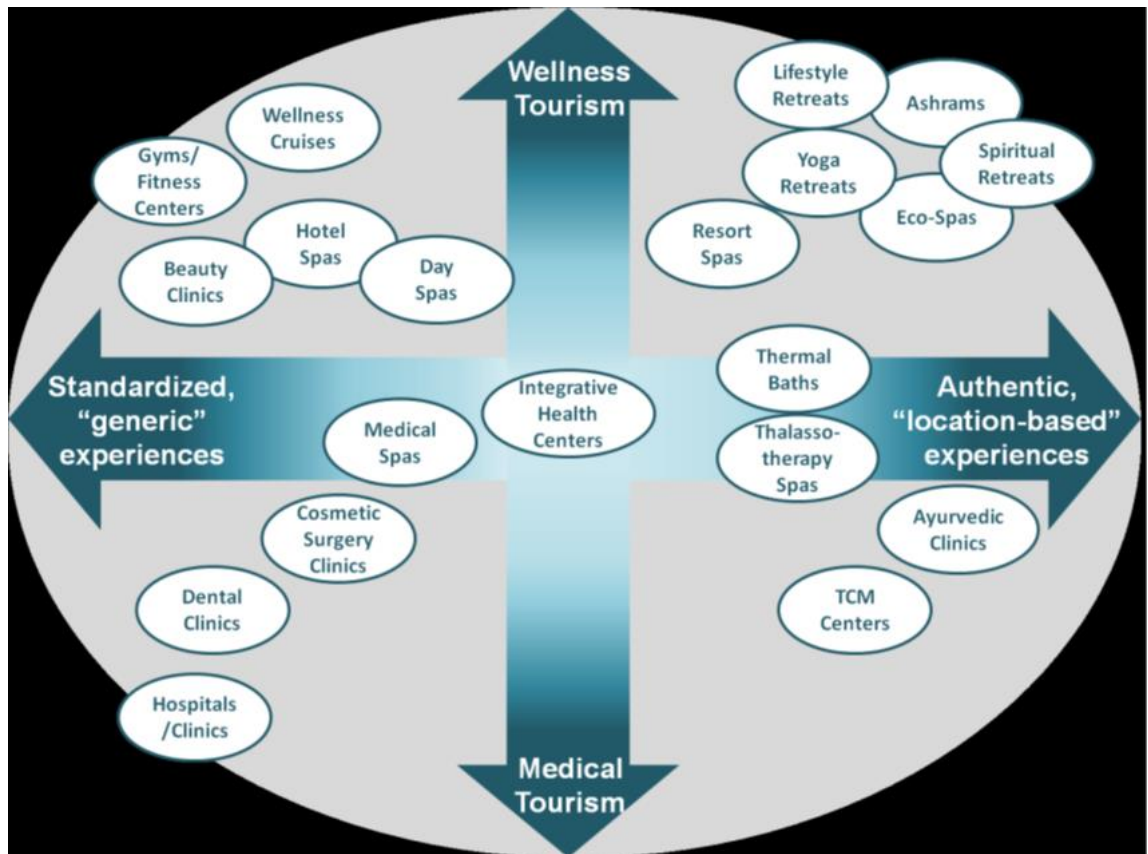 Wellness
Tourism
Lifestyle
Retreats
Ashrams
Wellness
Cruises
Gyms/
Fitness
Centers
Yoga
Retreats
Spiritual
Retreats
Hotel
Spas
Resort
Spas
Eco-Spas
Beauty
Clinics
Day
Spas
Standardized,
“generic”
experiences
Integrative
Health
Centers
Thermal
Baths
Authentic,
“location-based”
experiences
Medical
Spas
Thalasso-
therapy
Spas
Cosmetic
Surgery
Clinics
Ayurvedic
Clinics
Dental
Clinics
TCM
Centers
Hospitals
/Clinics
Medical
Tourism